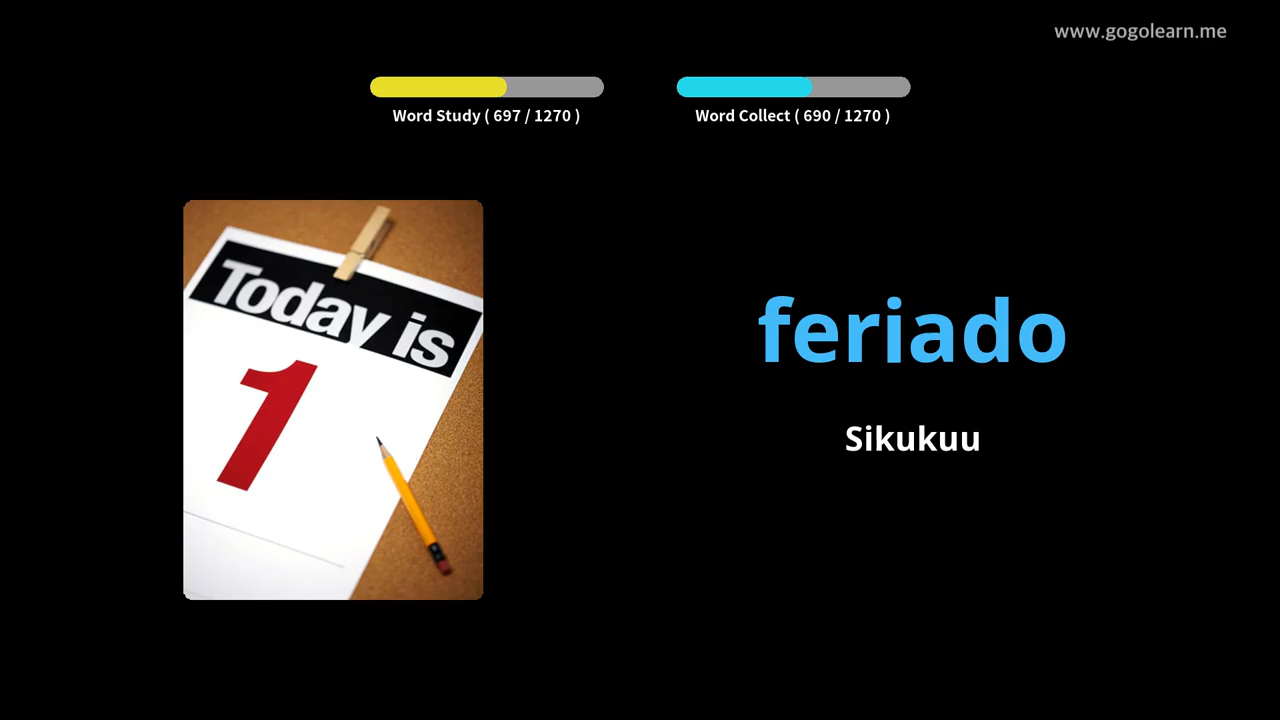 www.gogolearn.me
Word Study ( 697 / 1270 )
Word Collect ( 690 / 1270 )
Today is
1
feriado
Sikukuu